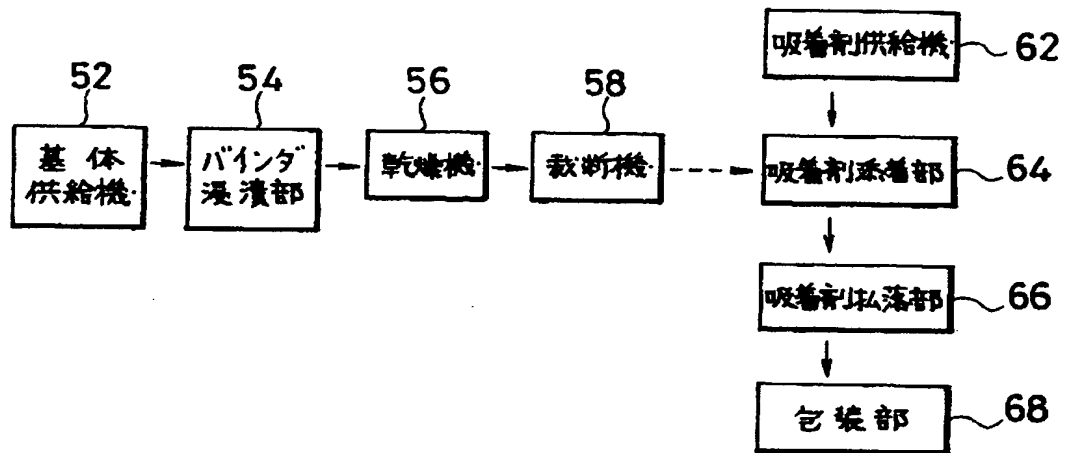 52
基体
供給機
54
バインダ
浸漬部
56
乾燥機
58
裁断機
吸着剤供給機
62
吸着剤添着部
64
吸着剤払落部
66
包装部
68